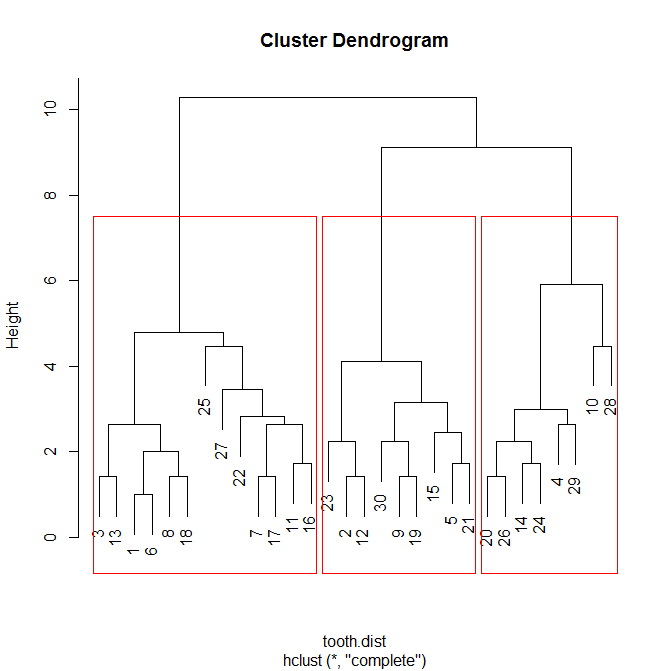 Cluster Dendrogram
Height
0 2 4 6 8 10
3 13 1 6 8 18 25 27 22 7 17 11 16 23 2 12 30 9 19 15 5 21 20 26 14 24 4 29 10 28
tooth.dist
hclust (*, "complete")